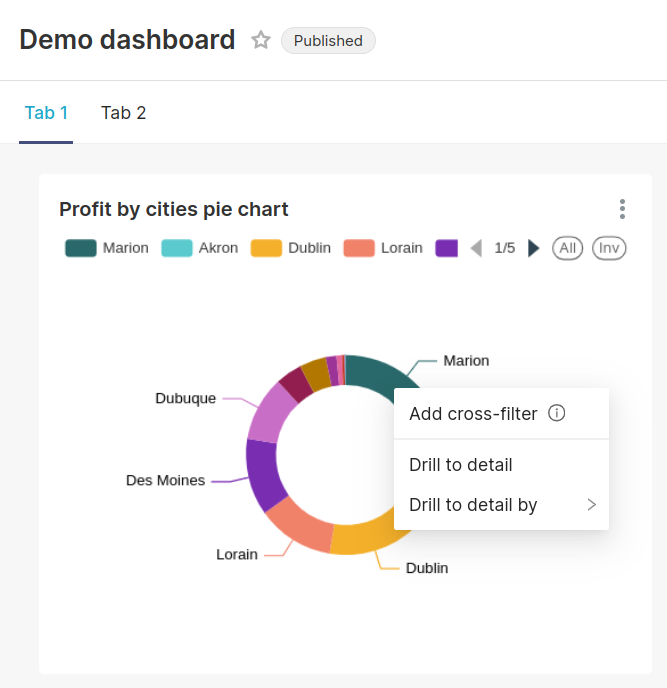 Demo dashboard Published
Tab 1 Tab 2
Profit by cities pie chart
Marion Akron Dublin Lorain 1/5 All Inv
Marion
Dubuque
Add cross-filter
Drill to detail
Des Moines
Drill to detail by
Lorain
Dublin